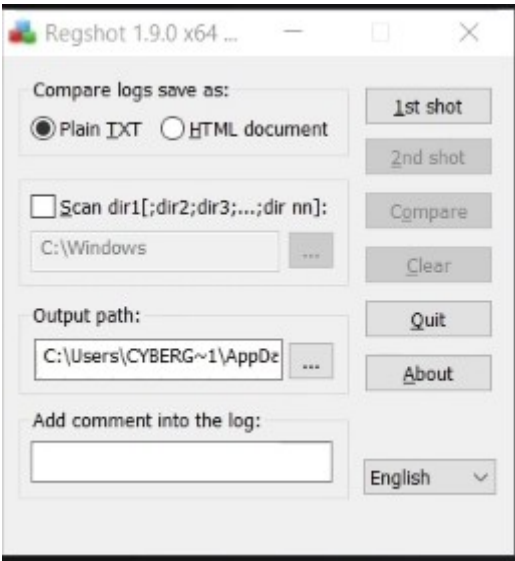 Regshot 1.9.0 x64 ...
Compare logs save as:
Plain TXT
HTML document
1st shot
2nd shot
Scan dir1[;dir2;dir3;...;dir nn]:
Compare
C:\Windows
...
Clear
Output path:
Quit
C:\Users\CYBERG~1\AppDa
...
About
Add comment into the log:
English